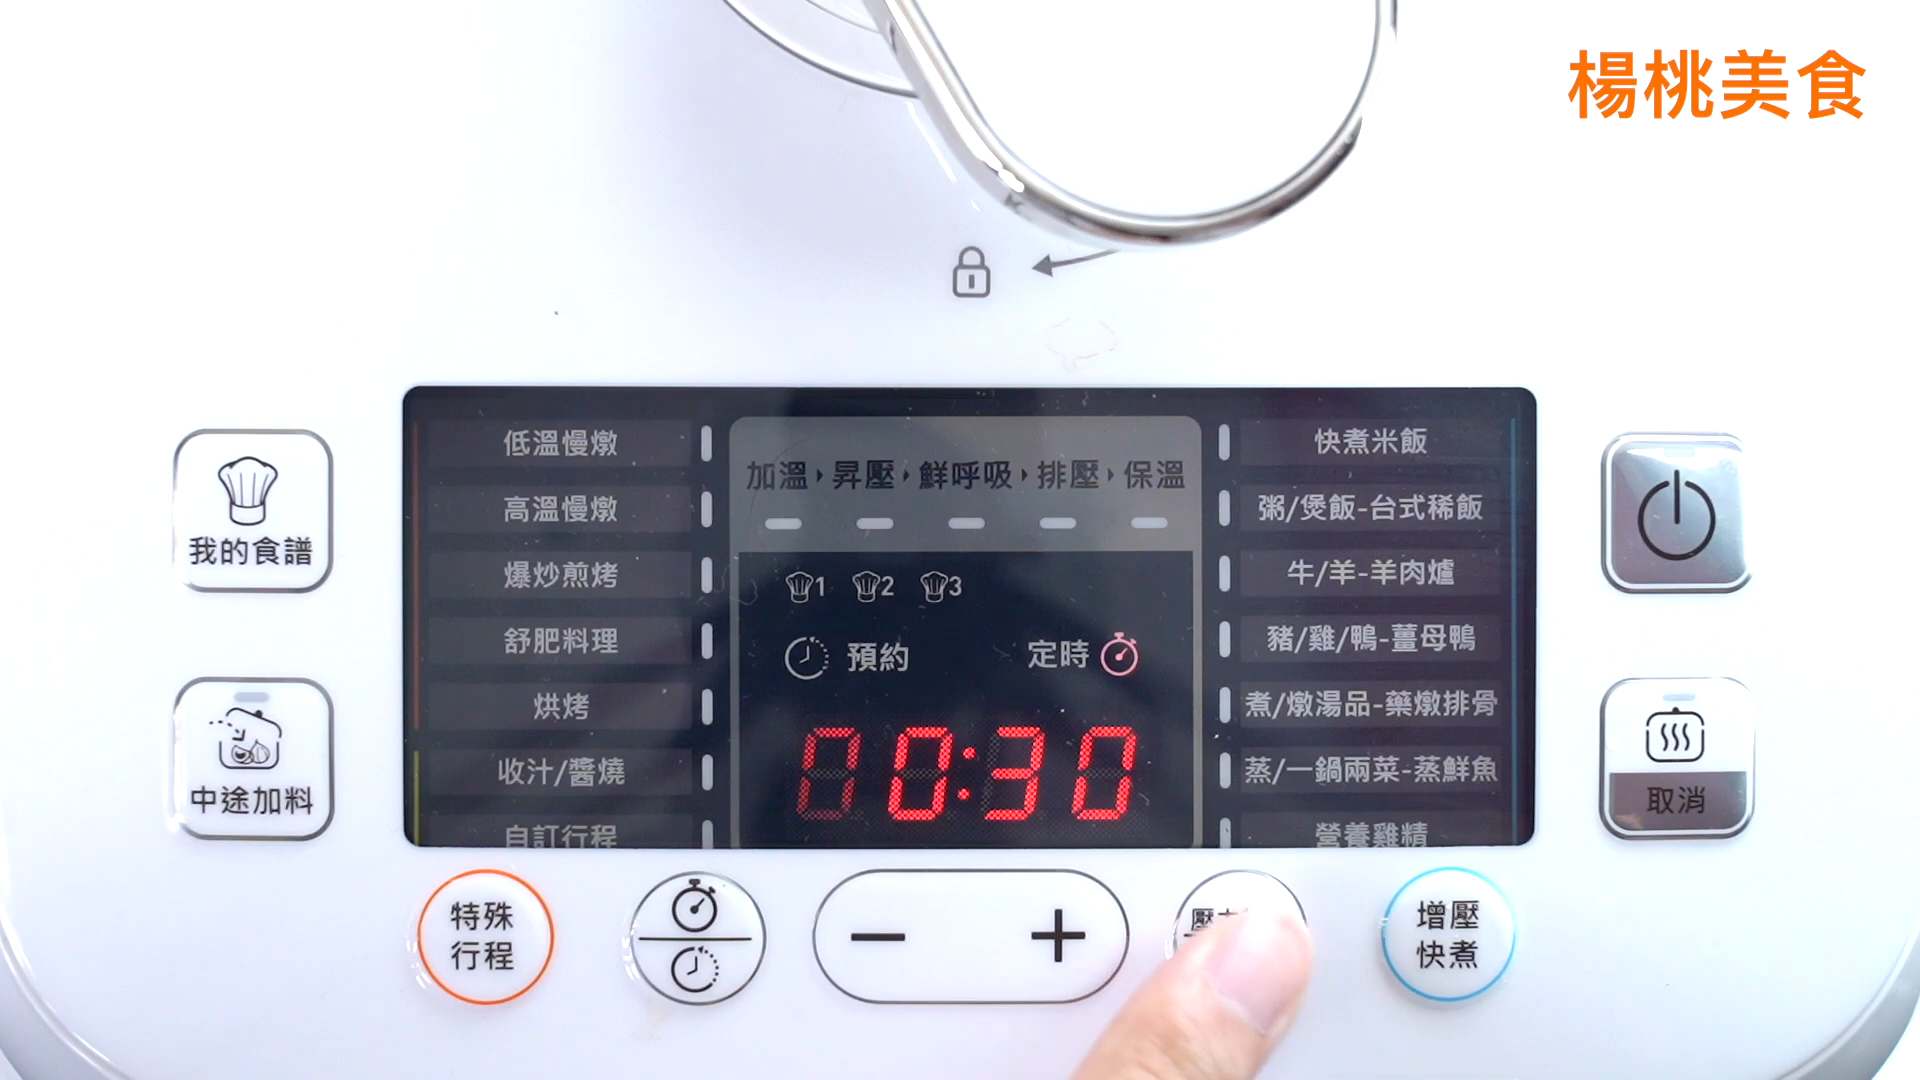 楊桃美食
低溫慢燉
高溫慢燉
爆炒煎烤
舒肥料理
烘烤
收汁/醬燒
自訂行程
加溫 昇壓 鮮呼吸 排壓 保溫
1 2 3
預約 定時
00:30
快煮米飯
粥/煲飯-台式稀飯
牛/羊-羊肉爐
豬/雞/鴨-薑母鴨
煮/燉湯品-藥燉排骨
蒸/一鍋兩菜-蒸鮮魚
營養雞精
我的食譜
中途加料
取消
特殊
行程
− +
壓
增壓
快煮